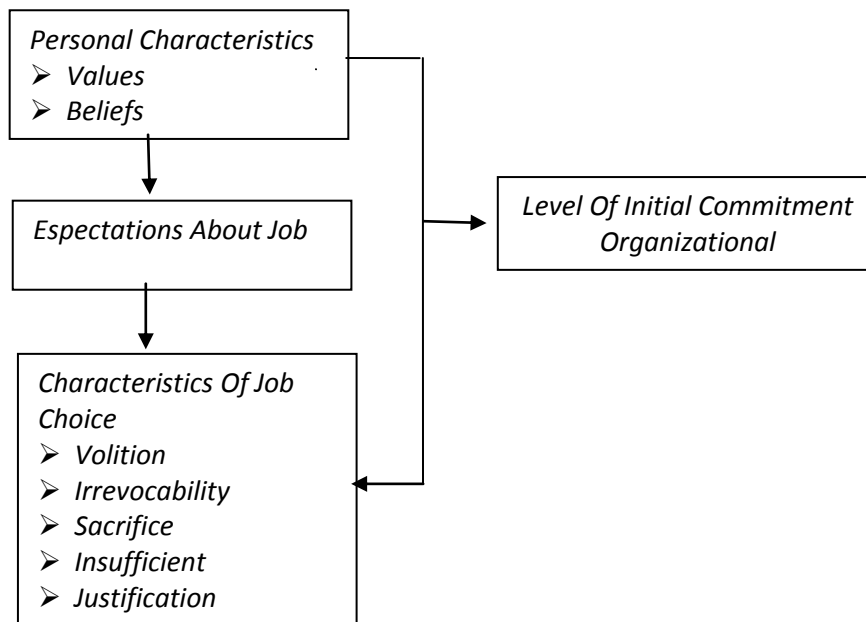 Personal Characteristics
➢ Values
➢ Beliefs
Espectations About Job
Level Of Initial Commitment
Organizational
Characteristics Of Job
Choice
➢ Volition
➢ Irrevocability
➢ Sacrifice
➢ Insufficient
➢ Justification